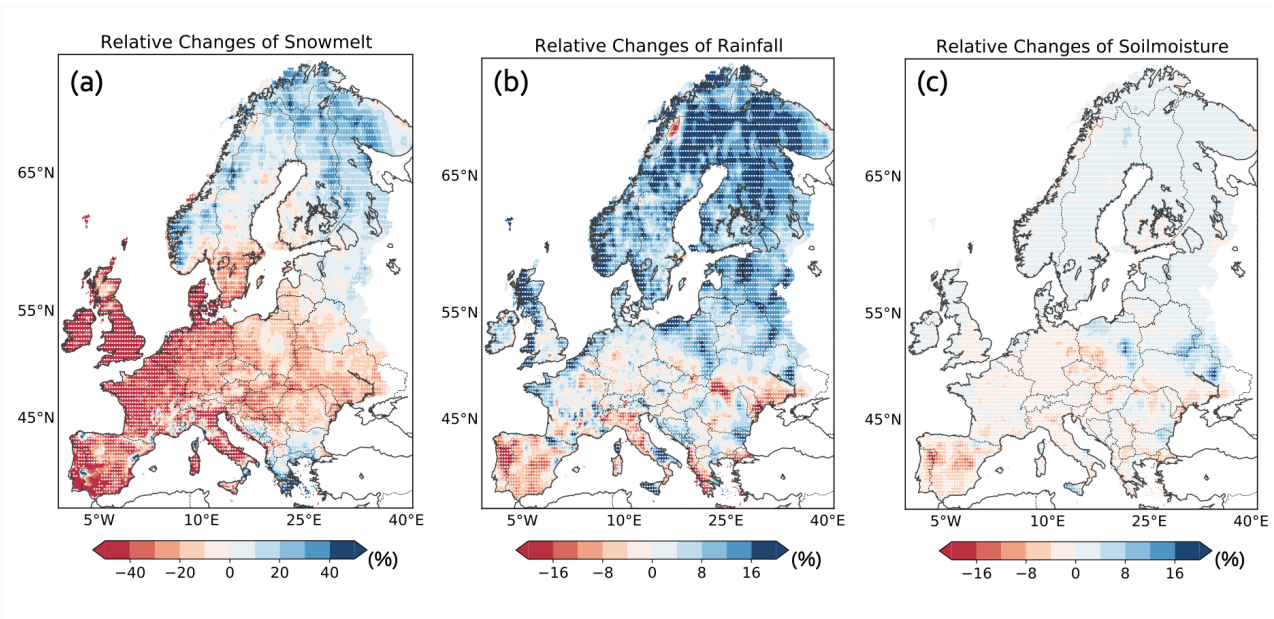 Relative Changes of Snowmelt
(a)
65°N
55°N
45°N
5°W 10°E 25°E 40°E
−40 −20 0 20 40 (%)
Relative Changes of Rainfall
(b)
65°N
55°N
45°N
5°W 10°E 25°E 40°E
−16 −8 0 8 16 (%)
Relative Changes of Soilmoisture
(c)
65°N
55°N
45°N
5°W 10°E 25°E 40°E
−16 −8 0 8 16 (%)